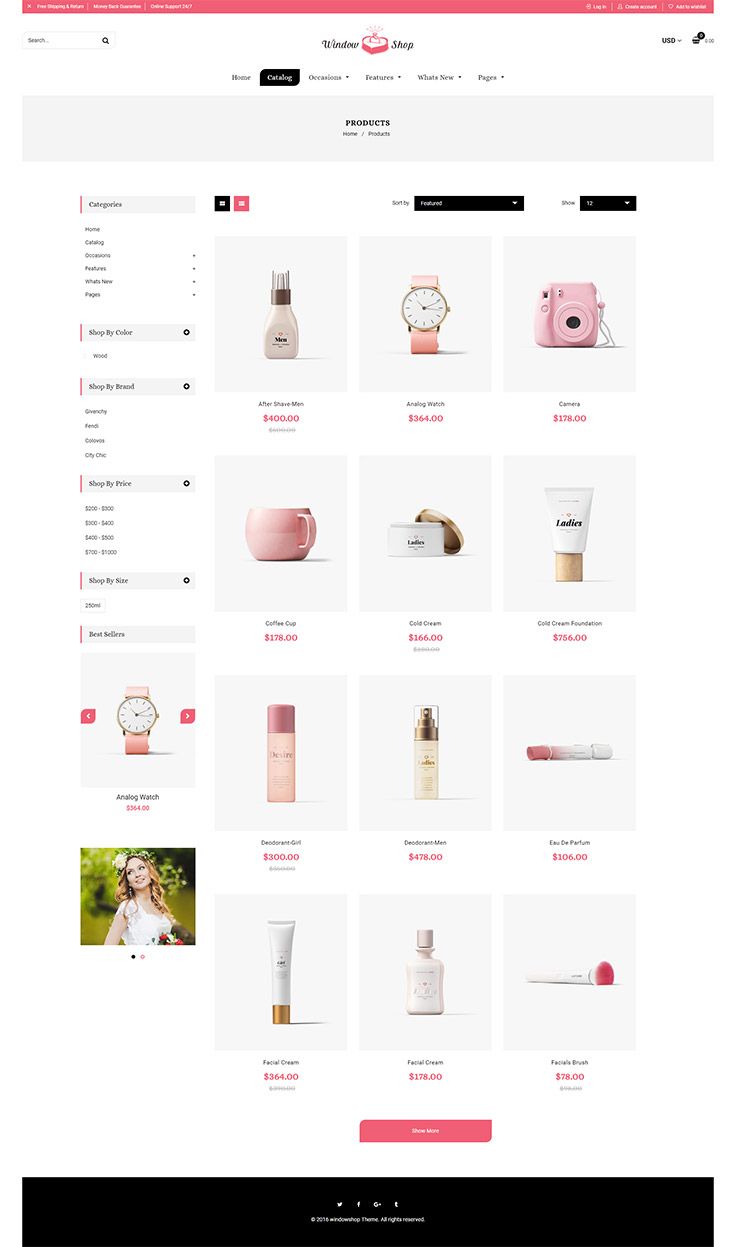 Free Shipping & Return | Money Back Guarantee | Online Support 24/7
Log in | Create account | Add to wishlist
Search...
Window Shop
USD
0
0.00
Home Catalog Occasions Features Whats New Pages
PRODUCTS
Home / Products
Categories
Home
Catalog
Occasions +
Features +
Whats New +
Pages +
Shop By Color
Wood
Shop By Brand
Givenchy
Fendi
Colovos
City Chic
Shop By Price
$200 - $300
$300 - $400
$400 - $500
$700 - $1000
Shop By Size
250ml
Best Sellers
Analog Watch
$364.00
Sort by Featured
Show 12
Men
After Shave-Men
$400.00
$600.00
Analog Watch
$364.00
Camera
$178.00
Coffee Cup
$178.00
Ladies
Cold Cream
$166.00
Ladies
Cold Cream Foundation
$756.00
Desire
Deodorant-Girl
$300.00
$560.00
Ladies
Deodorant-Men
$478.00
Eau De Parfum
$106.00
Girl
Facial Cream
$364.00
$390.00
Facial Cream
$178.00
Facials Brush
$78.00
$98.00
Show More
© 2016 windowshop Theme. All rights reserved.